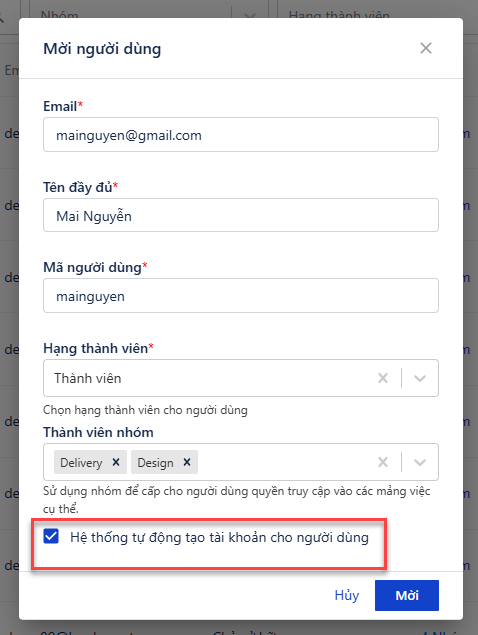 Nhóm
Hạng thành viên
Mời người dùng
Email*
mainguyen@gmail.com
Tên đầy đủ*
Mai Nguyễn
Mã người dùng*
mainguyen
Hạng thành viên*
Thành viên
Chọn hạng thành viên cho người dùng
Thành viên nhóm
Delivery Design
Sử dụng nhóm để cấp cho người dùng quyền truy cập vào các mảng việc
cụ thể.
Hệ thống tự động tạo tài khoản cho người dùng
Hủy Mời